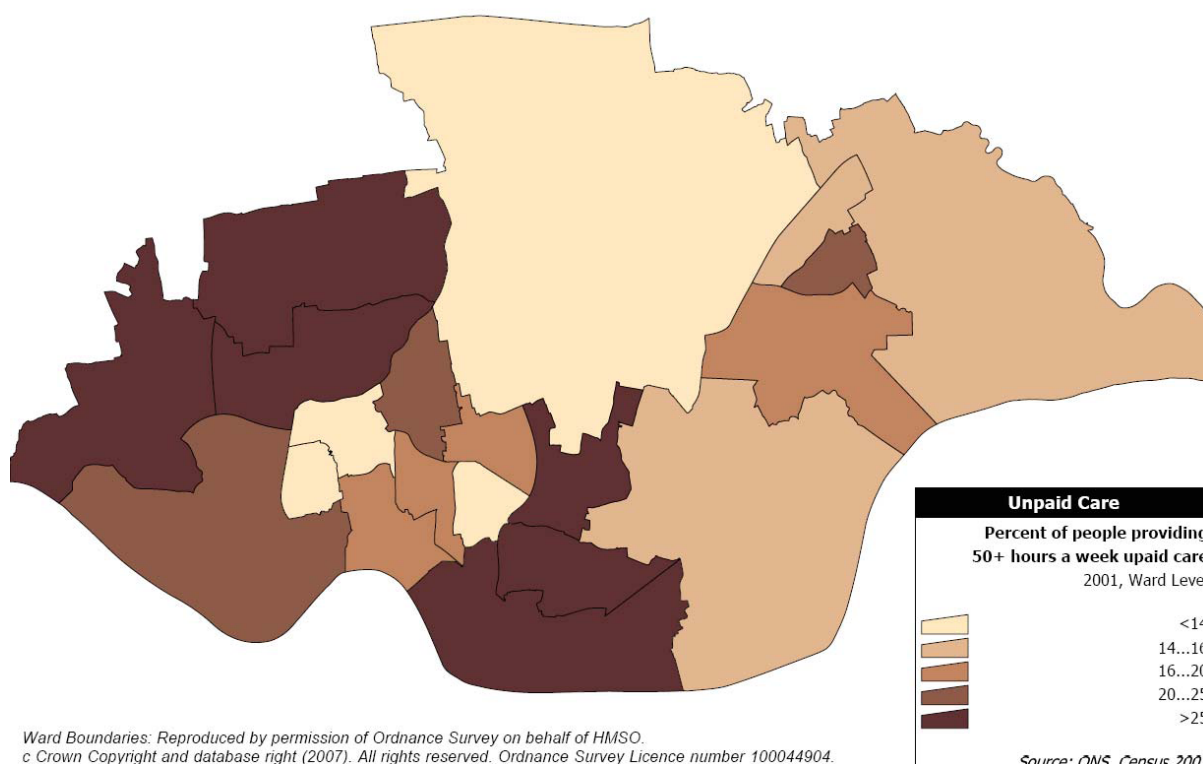 Unpaid Care
Percent of people providing
50+ hours a week upaid care
2001, Ward Leve
<14
14...16
16...20
20...25
>25
Source: ONS, Census 200
Ward Boundaries: Reproduced by permission of Ordnance Survey on behalf of HMSO.
c Crown Copyright and database right (2007). All rights reserved. Ordnance Survey Licence number 100044904.